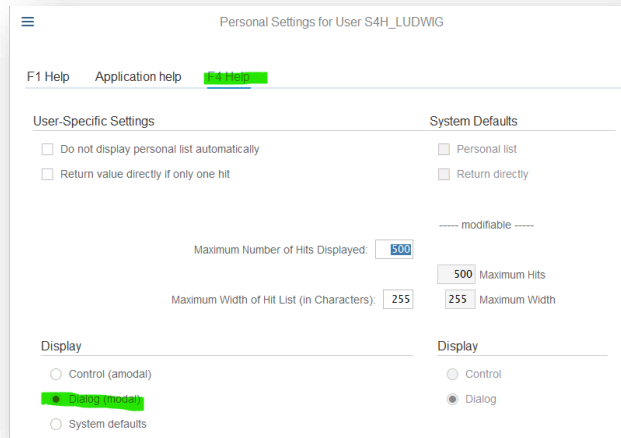 Personal Settings for User S4H_LUDWIG
F1 Help Application help F4 Help
User-Specific Settings System Defaults
Do not display personal list automatically Personal list
Return value directly if only one hit Return directly
----- modifiable -----
Maximum Number of Hits Displayed: 500
500 Maximum Hits
Maximum Width of Hit List (in Characters): 255 255 Maximum Width
Display Display
Control (amodal) Control
Dialog (modal) Dialog
System defaults